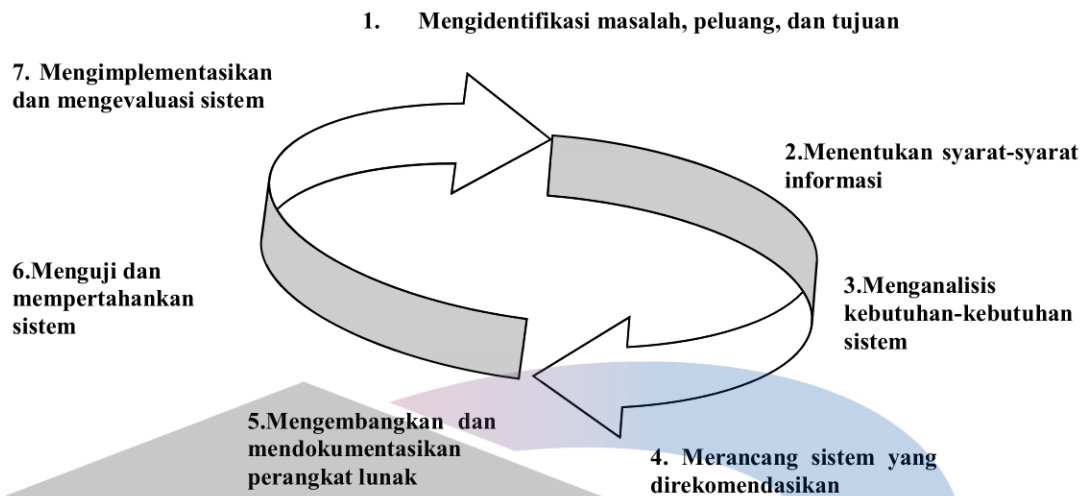 1. Mengidentifikasi masalah, peluang, dan tujuan
2.Menentukan syarat-syarat
informasi
3.Menganalisis
kebutuhan-kebutuhan
sistem
4. Merancang sistem yang
direkomendasikan
5.Mengembangkan dan
mendokumentasikan
perangkat lunak
6.Menguji dan
mempertahankan
sistem
7. Mengimplementasikan
dan mengevaluasi sistem